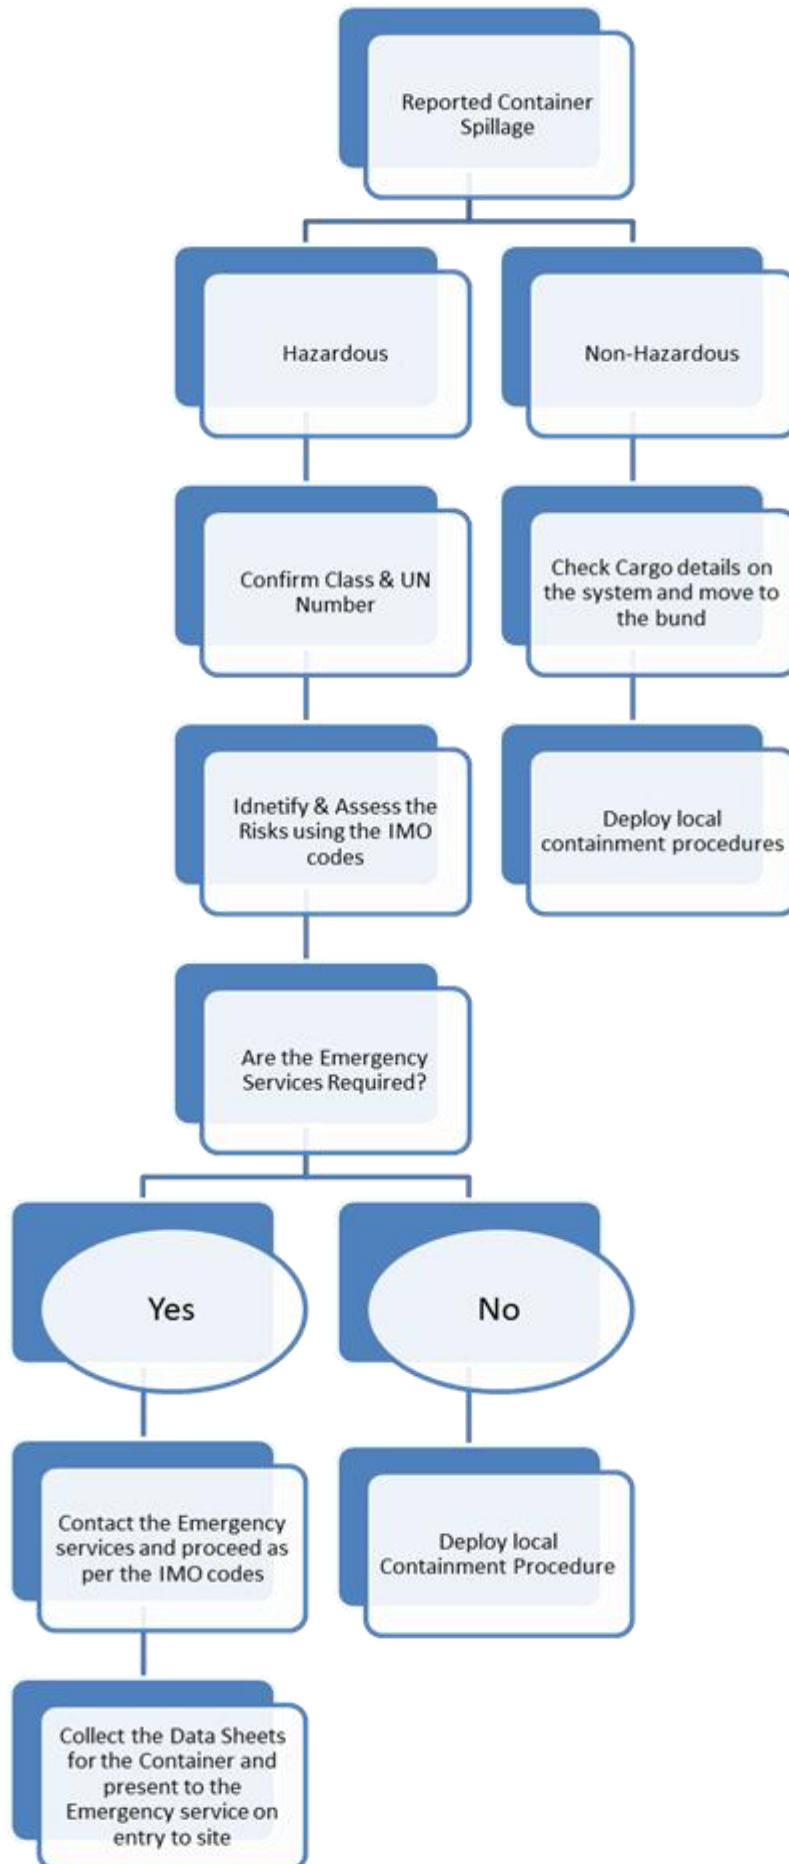 Reported Container
Spillage
Hazardous
Non-Hazardous
Confirm Class & UN
Number
Check Cargo details on
the system and move to
the bund
Idnetify & Assess the
Risks using the IMO
codes
Deploy local
containment procedures
Are the Emergency
Services Required?
Yes
No
Contact the Emergency
services and proceed as
per the IMO codes
Deploy local
Containment Procedure
Collect the Data Sheets
for the Container and
present to the
Emergency service on
entry to site